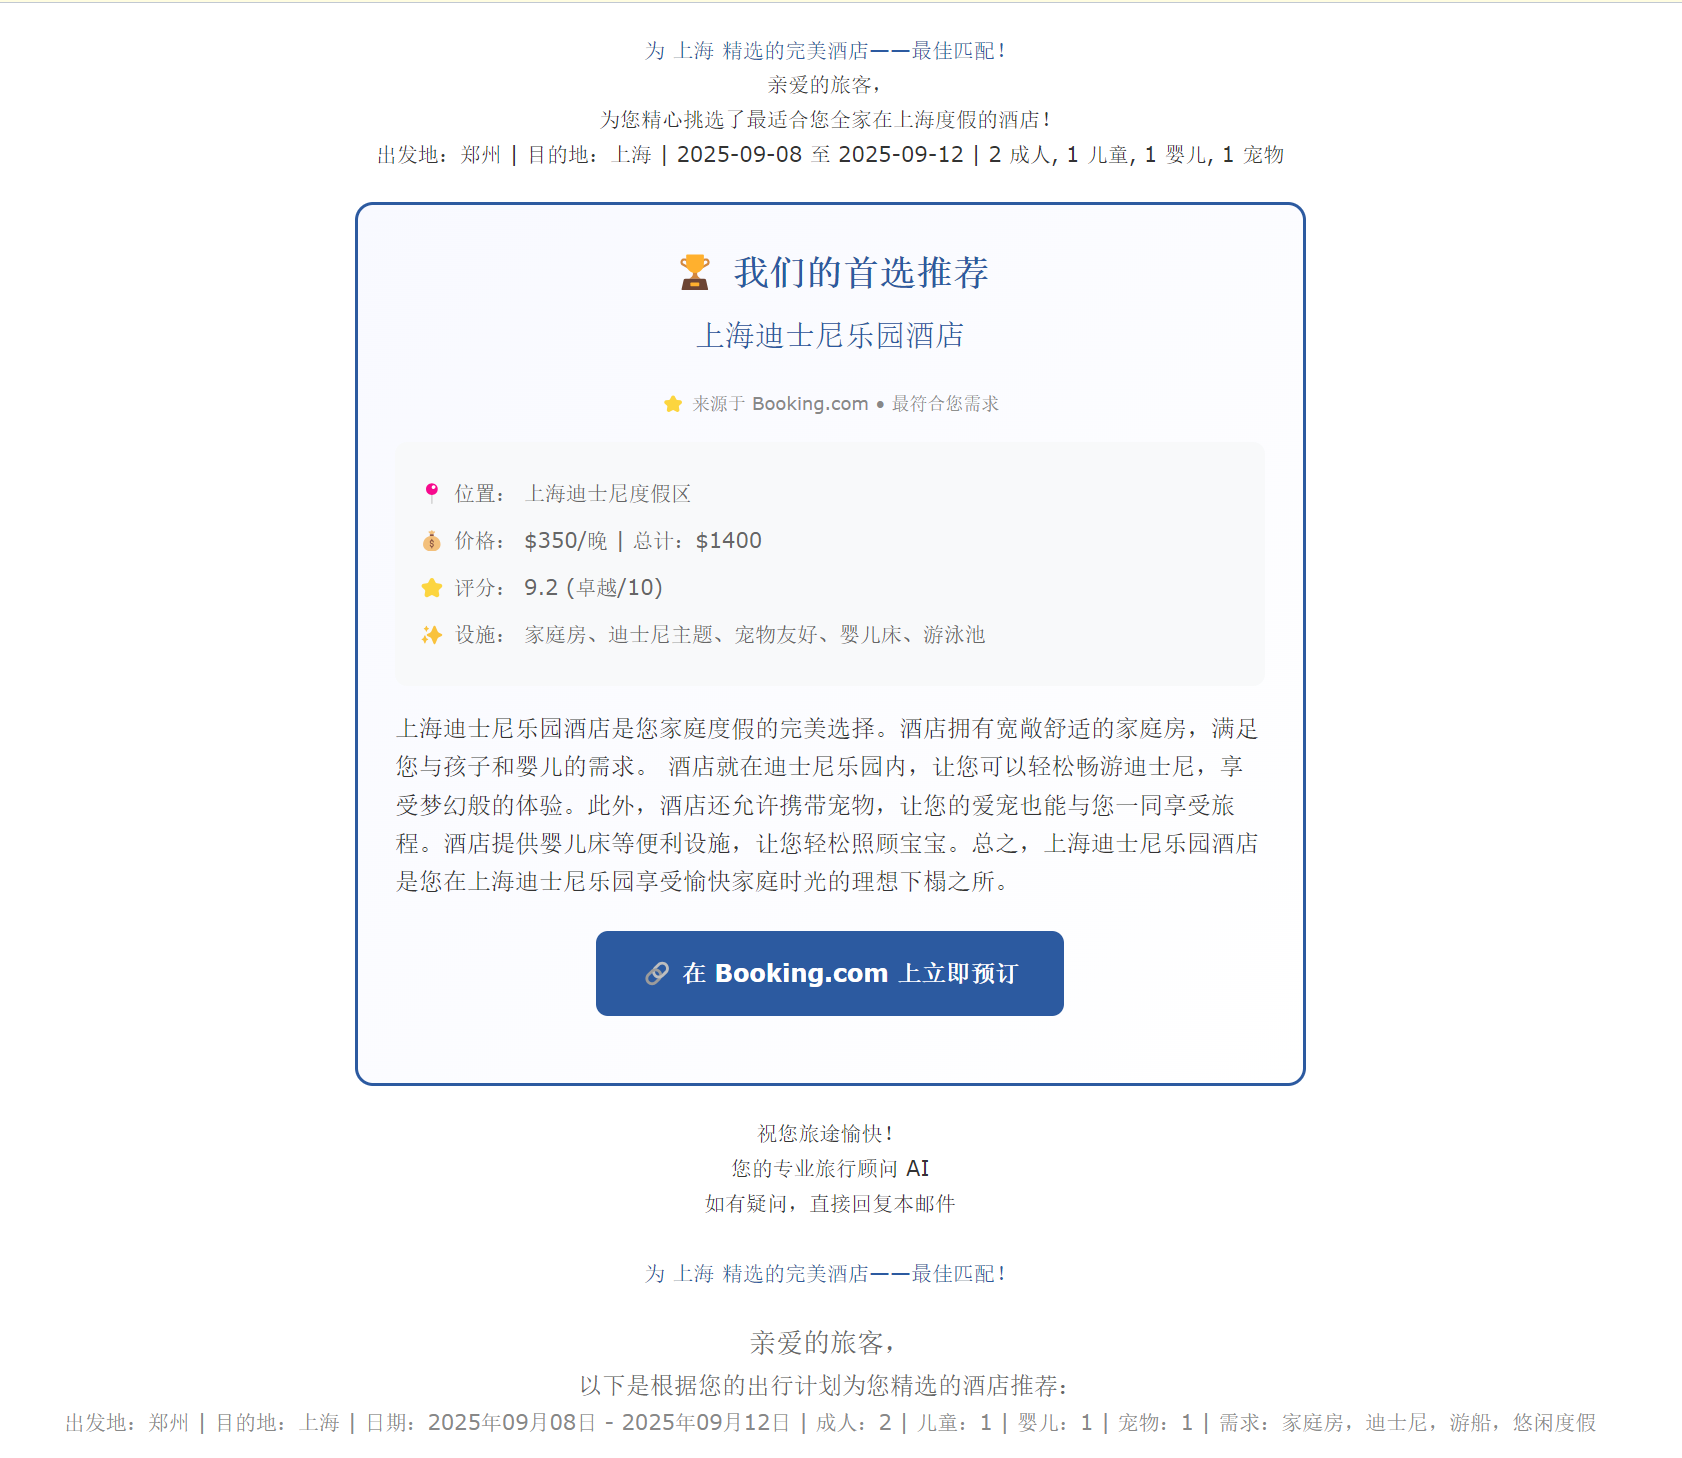 为 上海 精选的完美酒店——最佳匹配！
亲爱的旅客，
为您精心挑选了最适合您全家在上海度假的酒店！
出发地：郑州 | 目的地：上海 | 2025-09-08 至 2025-09-12 | 2 成人, 1 儿童, 1 婴儿, 1 宠物
🏆 我们的首选推荐
上海迪士尼乐园酒店
⭐ 来源于 Booking.com • 最符合您需求
📍 位置： 上海迪士尼度假区
💰 价格： $350/晚 | 总计：$1400
⭐ 评分： 9.2 (卓越/10)
✨ 设施： 家庭房、迪士尼主题、宠物友好、婴儿床、游泳池
上海迪士尼乐园酒店是您家庭度假的完美选择。酒店拥有宽敞舒适的家庭房，满足
您与孩子和婴儿的需求。 酒店就在迪士尼乐园内，让您可以轻松畅游迪士尼，享
受梦幻般的体验。此外，酒店还允许携带宠物，让您的爱宠也能与您一同享受旅
程。酒店提供婴儿床等便利设施，让您轻松照顾宝宝。总之，上海迪士尼乐园酒店
是您在上海迪士尼乐园享受愉快家庭时光的理想下榻之所。
🔗 在 Booking.com 上立即预订
祝您旅途愉快！
您的专业旅行顾问 AI
如有疑问，直接回复本邮件
为 上海 精选的完美酒店——最佳匹配！
亲爱的旅客，
以下是根据您的出行计划为您精选的酒店推荐：
出发地：郑州 | 目的地：上海 | 日期：2025年09月08日 - 2025年09月12日 | 成人：2 | 儿童：1 | 婴儿：1 | 宠物：1 | 需求：家庭房，迪士尼，游船，悠闲度假